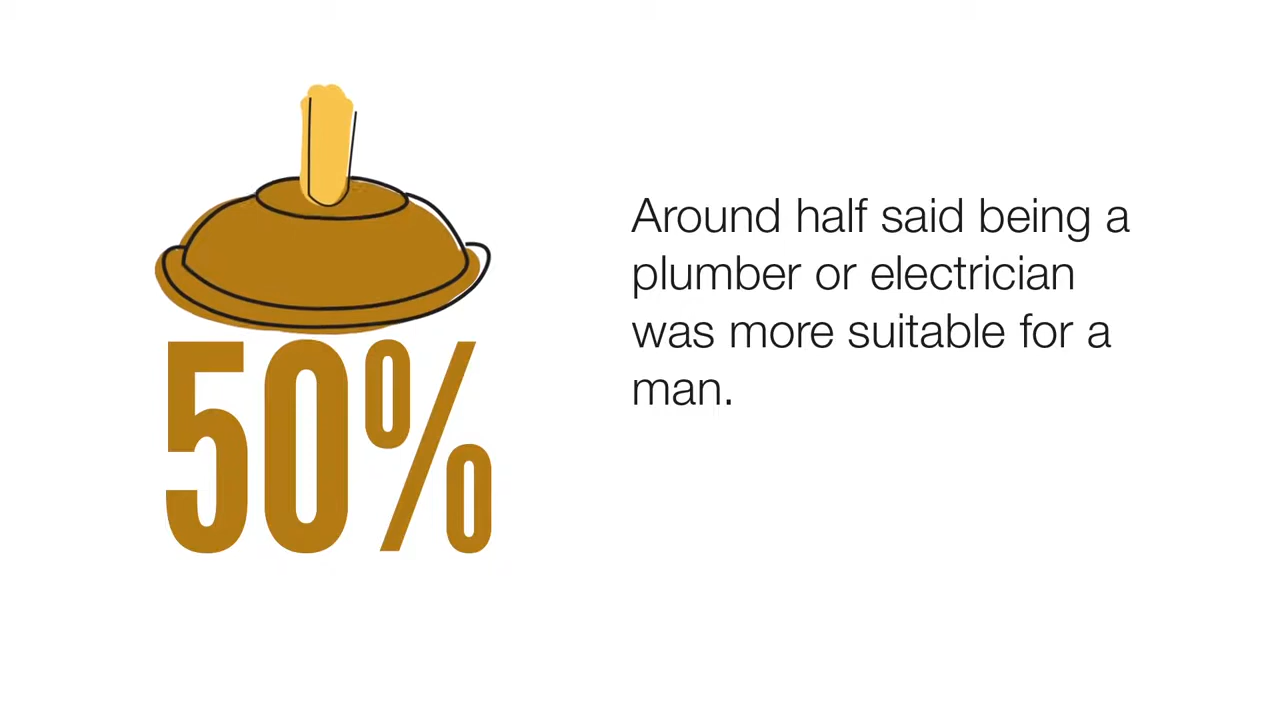 50%
Around half said being a
plumber or electrician
was more suitable for a
man.